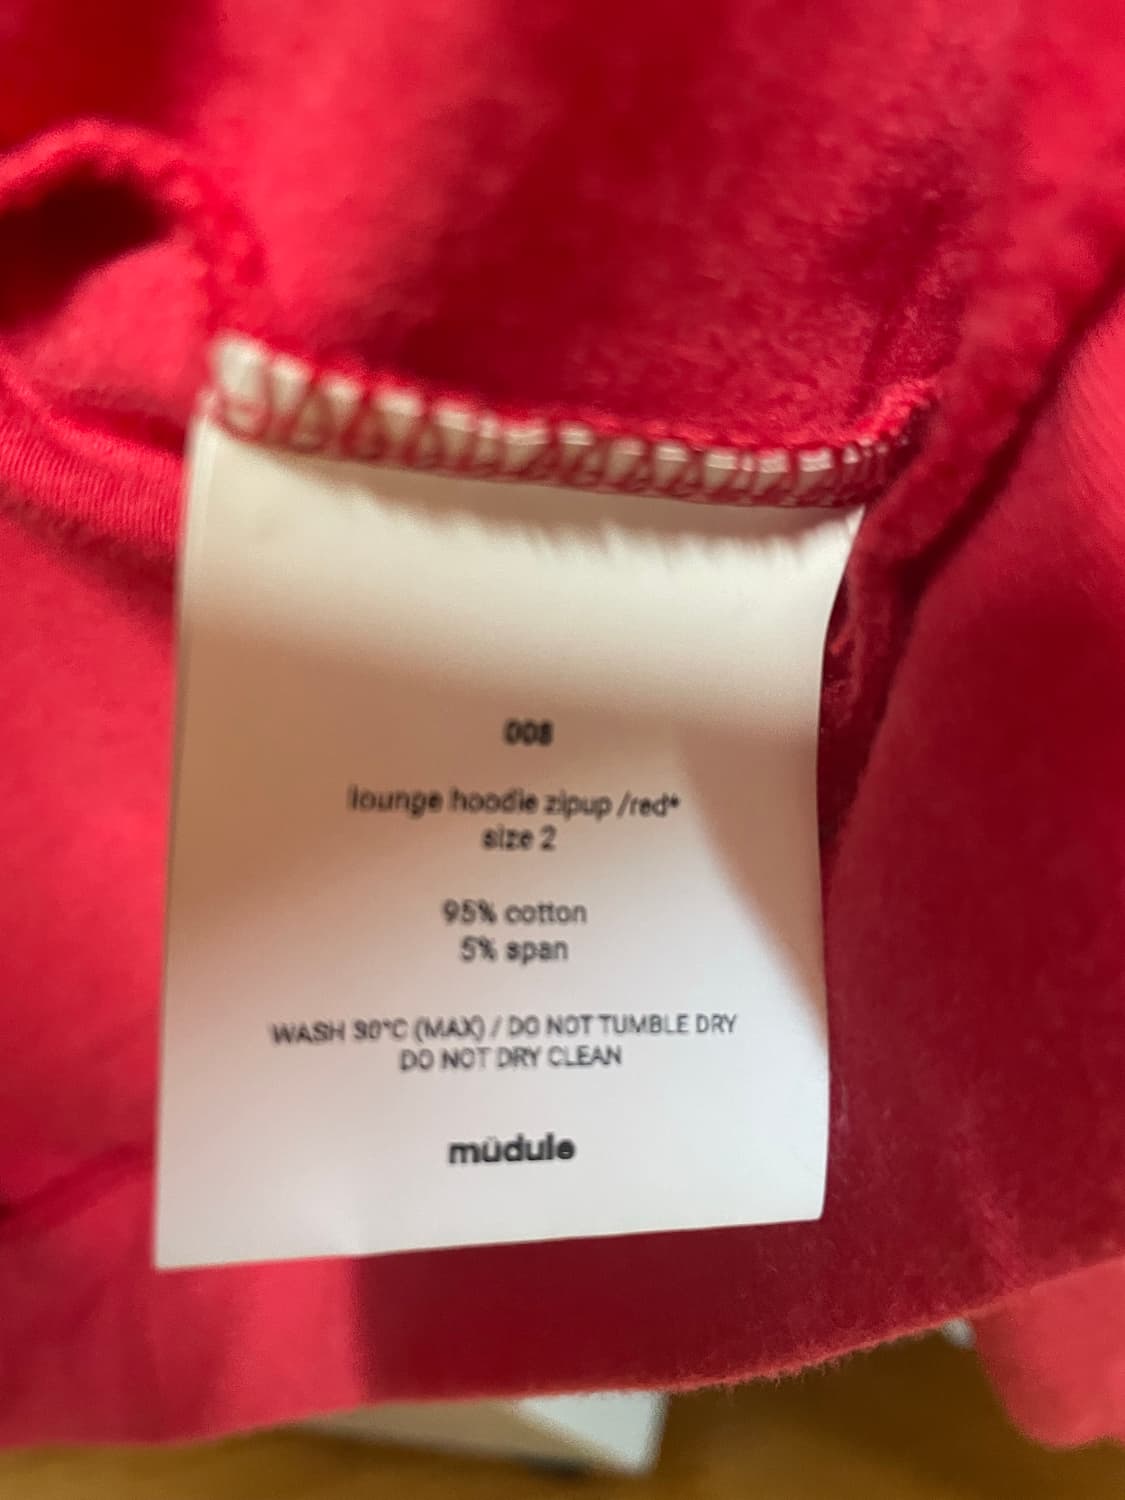 008
lounge hoodie zipup /red*
size 2
95% cotton
5% span
WASH 30°C (MAX) / DO NOT TUMBLE DRY
DO NOT DRY CLEAN
müdule